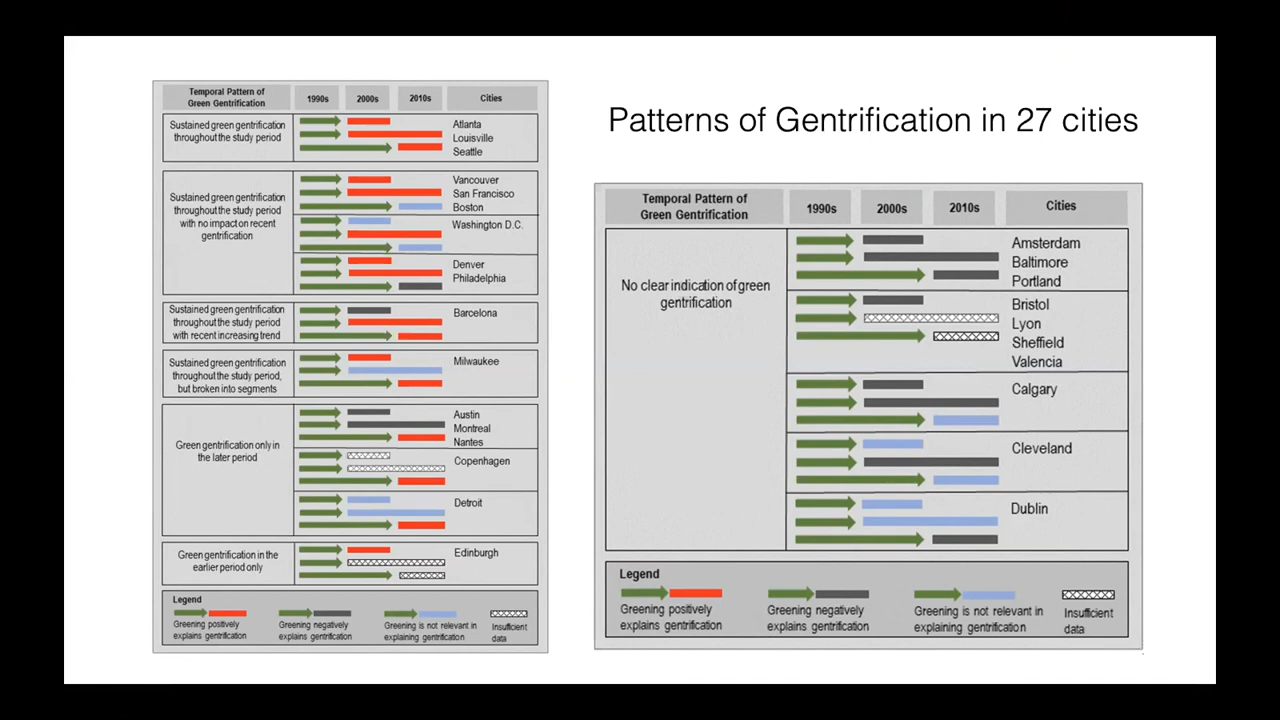 Patterns of Gentrification in 27 cities
Temporal Pattern of
Green Gentrification
1990s
2000s
2010s
Cities
Sustained green gentrification
throughout the study period
Atlanta
Louisville
Seattle
Sustained green gentrification
throughout the study period
with no impact on recent
gentrification
Vancouver
San Francisco
Boston
Washington D.C.
Denver
Philadelphia
Sustained green gentrification
throughout the study period
with recent increasing trend
Barcelona
Sustained green gentrification
throughout the study period,
but broken into segments
Milwaukee
Green gentrification only in
the later period
Austin
Montreal
Nantes
Copenhagen
Detroit
Green gentrification in the
earlier period only
Edinburgh
Legend
Greening positively
explains gentrification
Greening negatively
explains gentrification
Greening is not relevant in
explaining gentrification
Insufficient
data
Temporal Pattern of
Green Gentrification
1990s
2000s
2010s
Cities
No clear indication of green
gentrification
Amsterdam
Baltimore
Portland
Bristol
Lyon
Sheffield
Valencia
Calgary
Cleveland
Dublin
Legend
Greening positively
explains gentrification
Greening negatively
explains gentrification
Greening is not relevant in
explaining gentrification
Insufficient
data